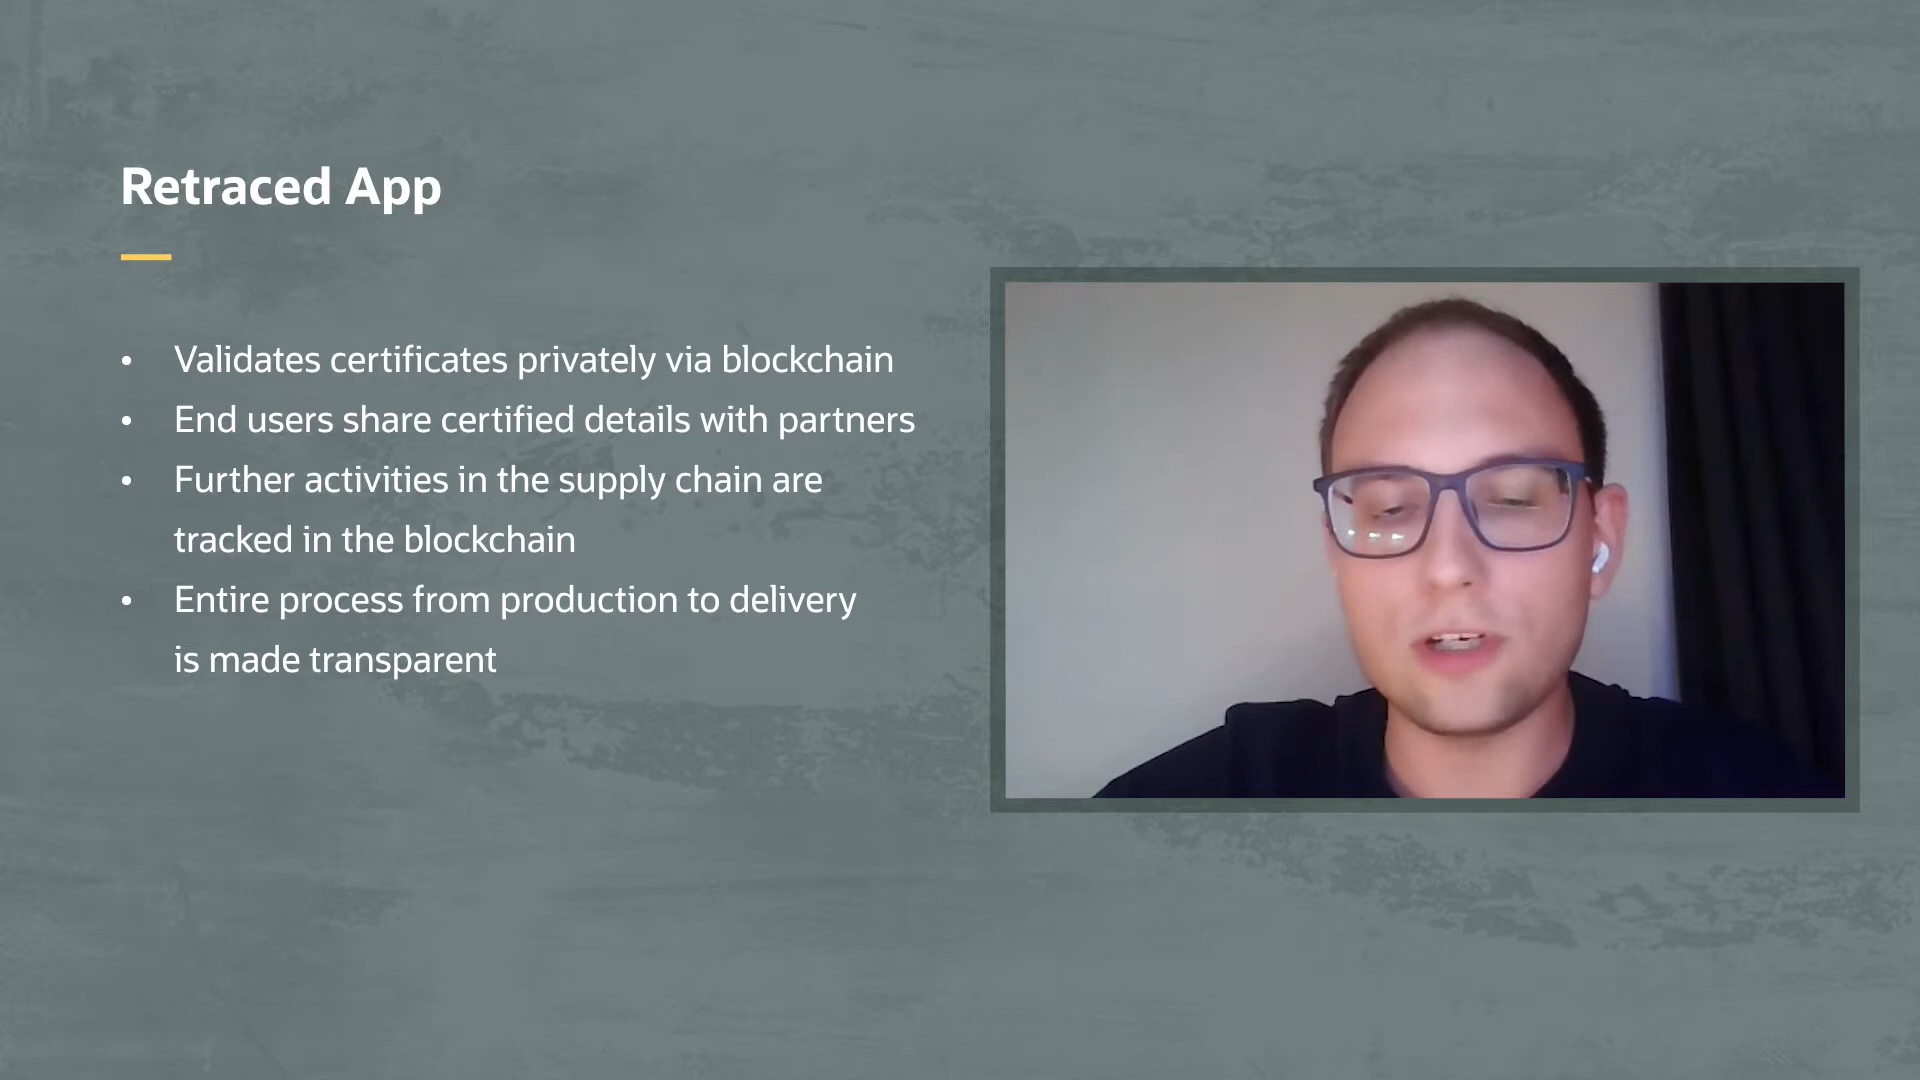 Retraced App
• Validates certificates privately via blockchain
• End users share certified details with partners
• Further activities in the supply chain are
tracked in the blockchain
• Entire process from production to delivery
is made transparent